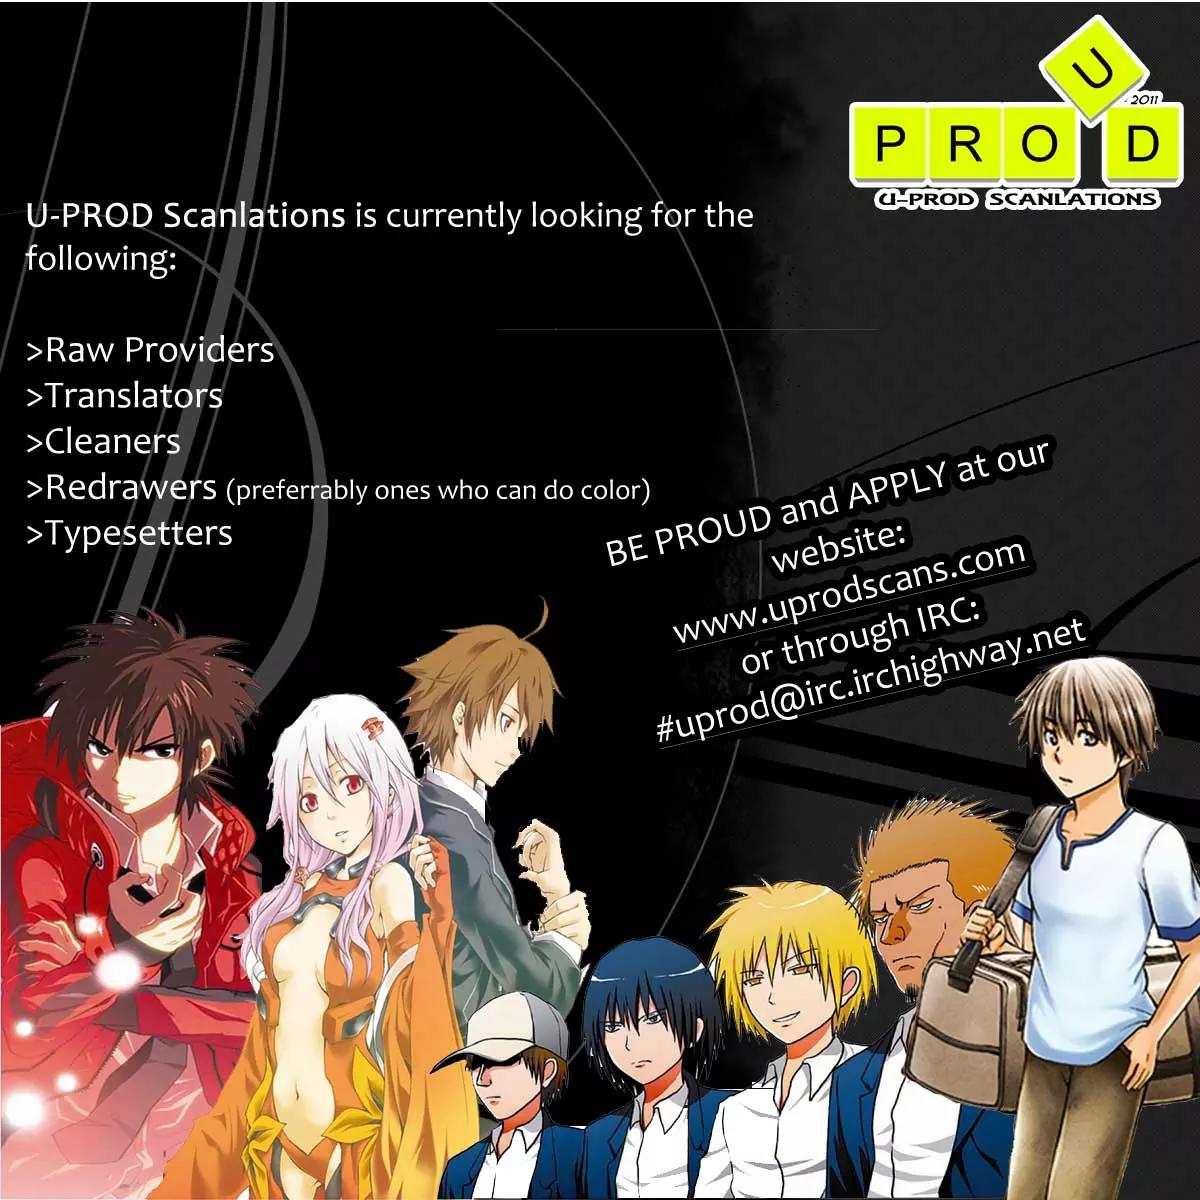 U
2011
PRO D
U-PROD SCANLATIONS
U-PROD Scanlations is currently looking for the
following:
>Raw Providers
>Translators
>Cleaners
>Redrawers (preferrably ones who can do color)
>Typesetters
BE PROUD and APPLY at our
website:
www.uprodscans.com
or through IRC:
#uprod@irc.irchighway.net